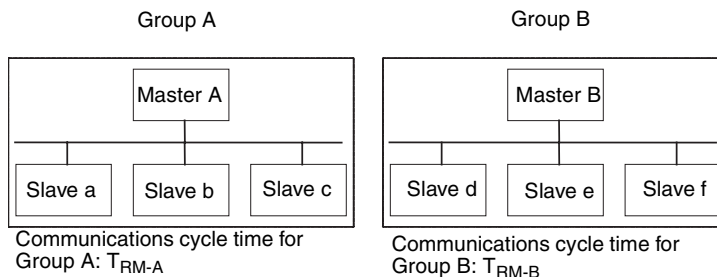 Group A
Group B
Master A
Master B
Slave a
Slave b
Slave c
Slave d
Slave e
Slave f
Communications cycle time for
Group A: TRM-A
Communications cycle time for
Group B: TRM-B